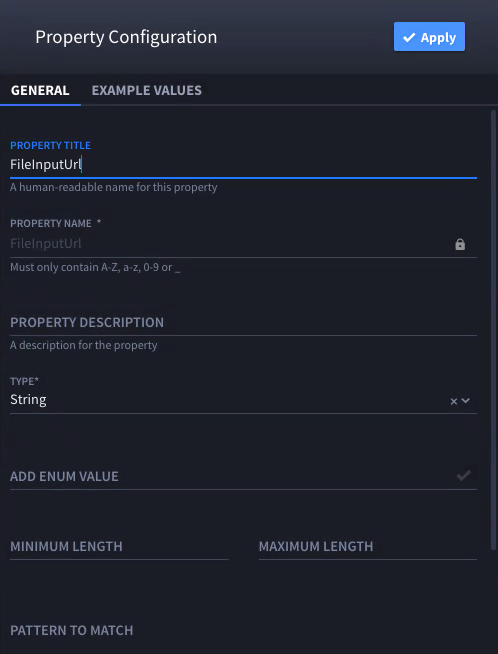 Property Configuration
Apply
GENERAL
EXAMPLE VALUES
PROPERTY TITLE
FileInputUrl
A human-readable name for this property
PROPERTY NAME *
FileInputUrl
Must only contain A-Z, a-z, 0-9 or _
PROPERTY DESCRIPTION
A description for the property
TYPE*
String
ADD ENUM VALUE
MINIMUM LENGTH
MAXIMUM LENGTH
PATTERN TO MATCH